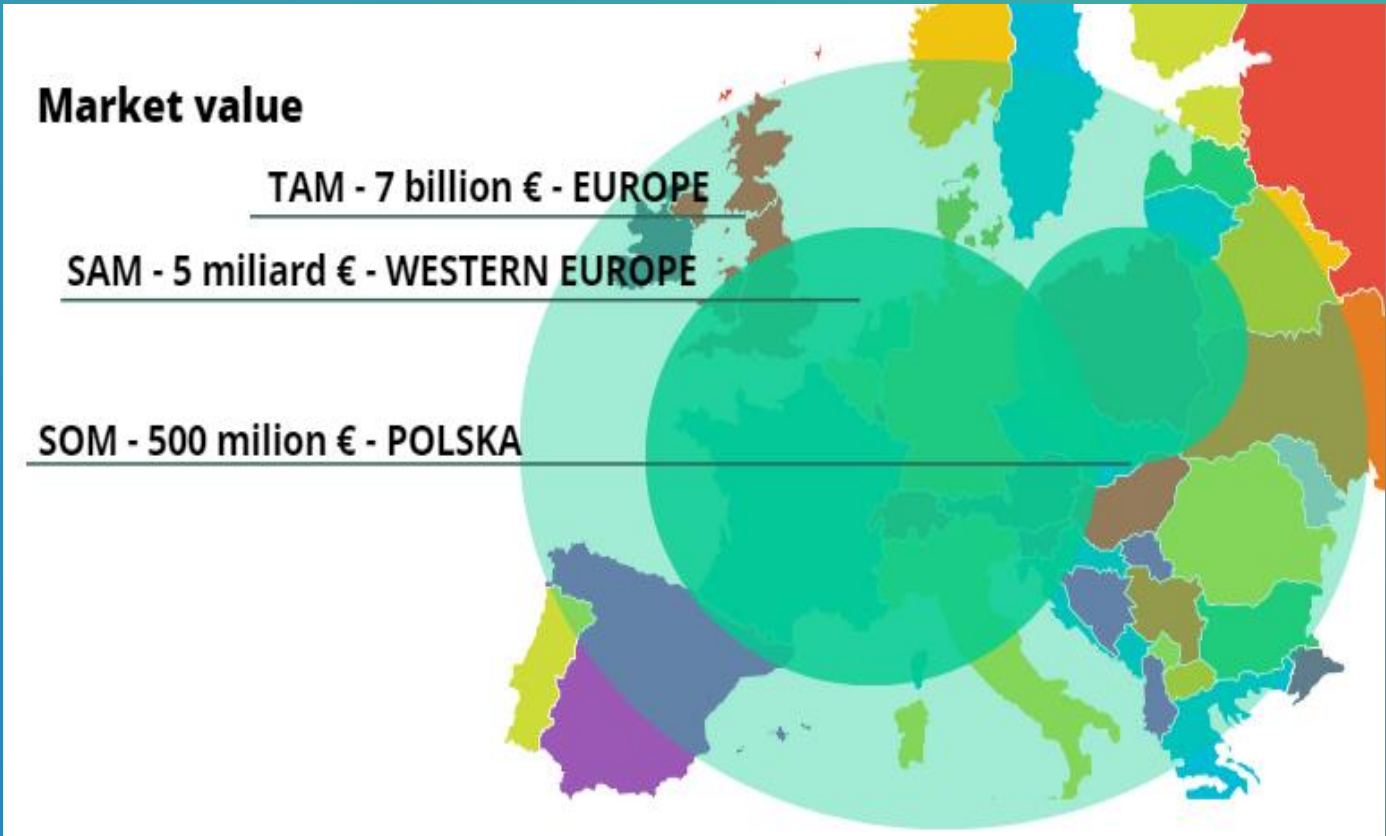 Market value
TAM - 7 billion € - EUROPE
SAM - 5 miliard € - WESTERN EUROPE
SOM - 500 milion € - POLSKA